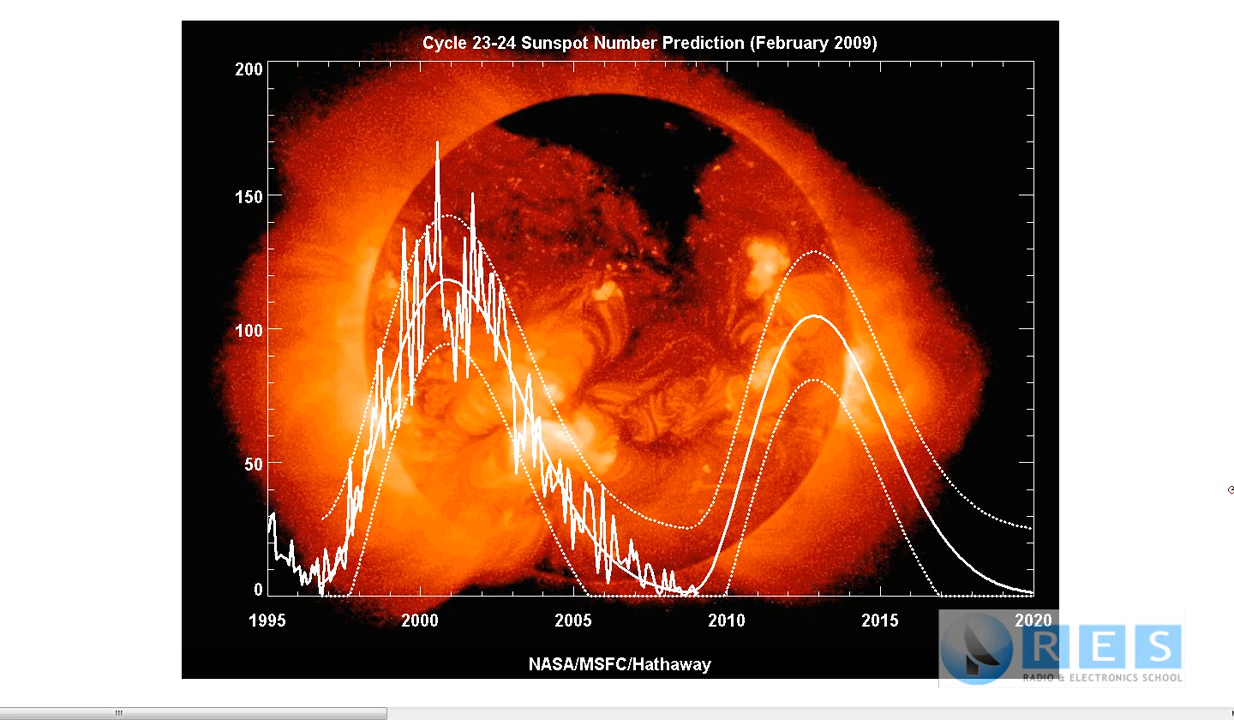 Cycle 23-24 Sunspot Number Prediction (February 2009)
200
150
100
50
0
1995 2000 2005 2010 2015 2020
NASA/MSFC/Hathaway
RES
RADIO & ELECTRONICS SCHOOL